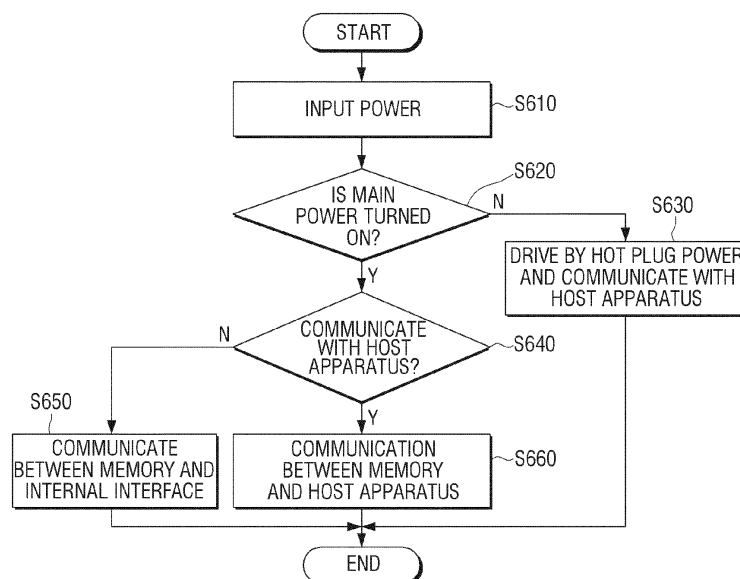 START
INPUT POWER
S610
IS MAIN
POWER TURNED
ON?
S620
N
S630
DRIVE BY HOT PLUG POWER
AND COMMUNICATE WITH
HOST APPARATUS
Y
COMMUNICATE
WITH HOST
APPARATUS?
S640
N
S650
COMMUNICATE
BETWEEN MEMORY AND
INTERNAL INTERFACE
Y
COMMUNICATION
BETWEEN MEMORY
AND HOST APPARATUS
S660
END